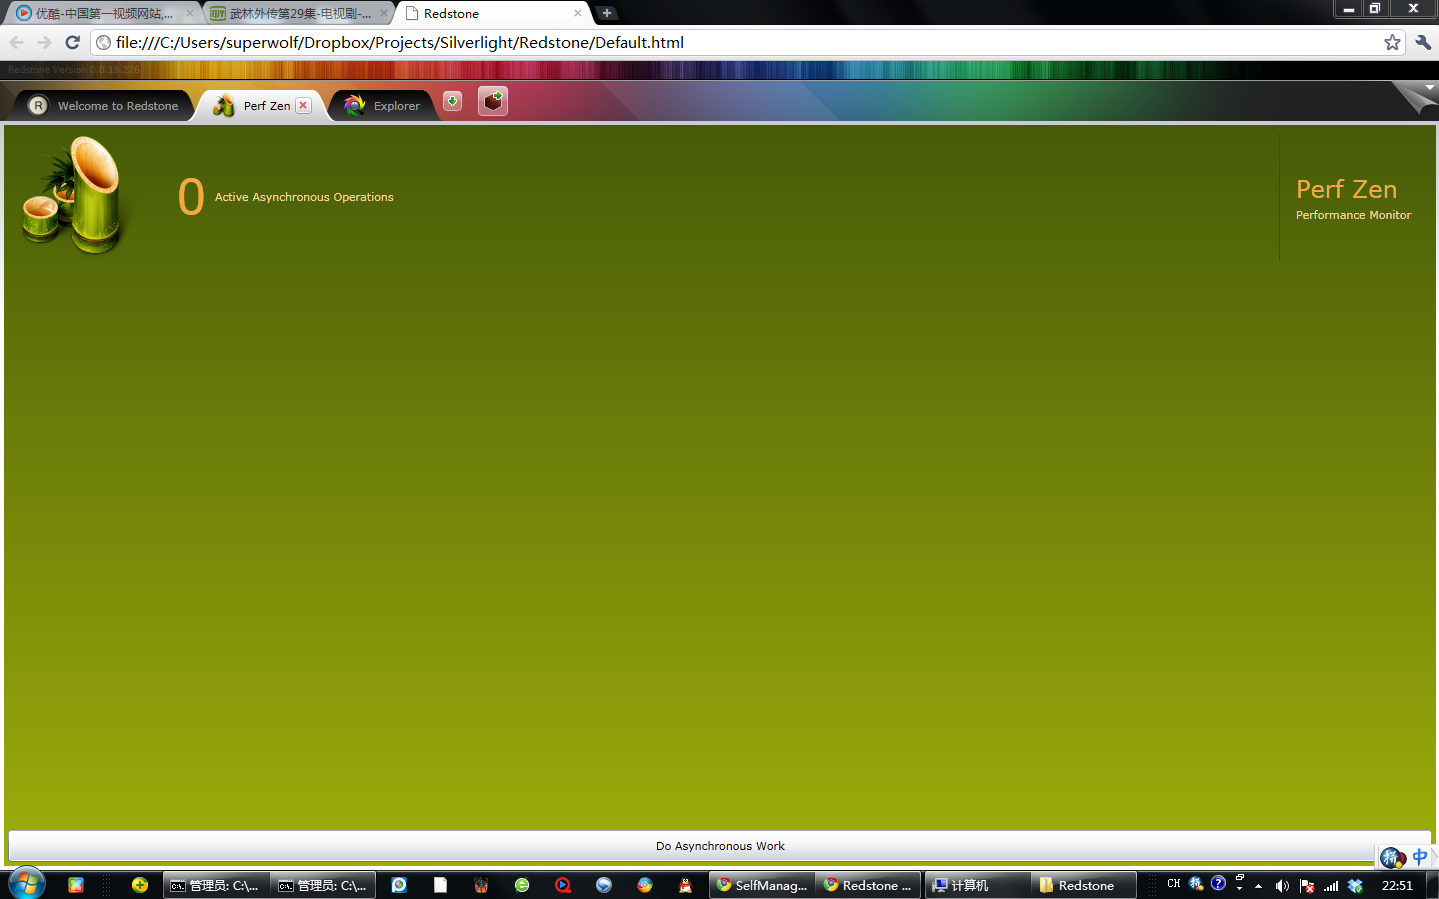 优酷-中国第一视频网站,...
武林外传第29集-电视剧-...
Redstone
file:///C:/Users/superwolf/Dropbox/Projects/Silverlight/Redstone/Default.html
Redstone Version 0.0.19.226
R
Welcome to Redstone
Perf Zen
Explorer
0
Active Asynchronous Operations
Perf Zen
Performance Monitor
Do Asynchronous Work
拼
中
管理员: C:\...
管理员: C:\...
SelfManag...
Redstone ...
计算机
Redstone
CH
22:51